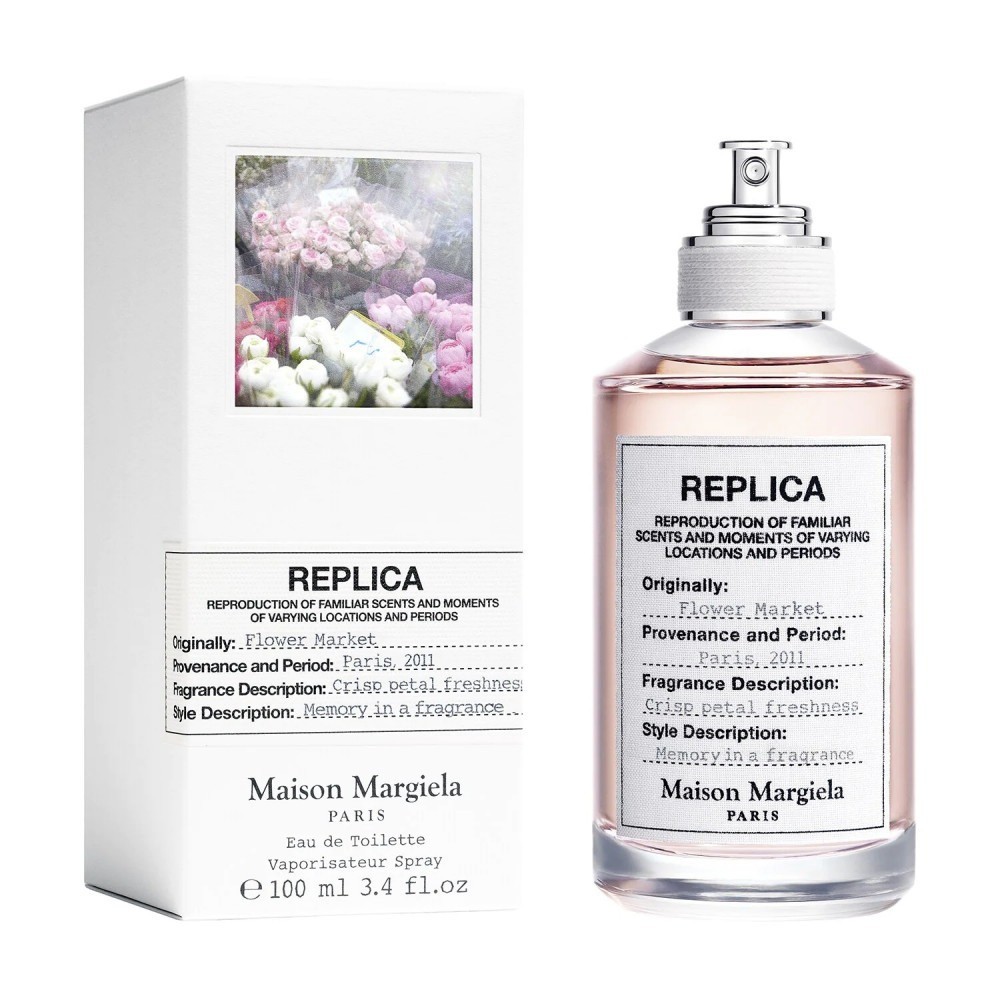 REPLICA
REPRODUCTION OF FAMILIAR SCENTS AND MOMENTS
OF VARYING LOCATIONS AND PERIODS
Originally: Flower Market
Provenance and Period: Paris, 2011
Fragrance Description: Crisp petal freshness
Style Description: Memory in a fragrance
Maison Margiela
PARIS
Eau de Toilette
Vaporisateur Spray
℮ 100 ml 3.4 fl.oz
REPLICA
REPRODUCTION OF FAMILIAR
SCENTS AND MOMENTS OF VARYING
LOCATIONS AND PERIODS
Originally:
Flower Market
Provenance and Period:
Paris, 2011
Fragrance Description:
Crisp petal freshness
Style Description:
Memory in a fragrance
Maison Margiela
PARIS